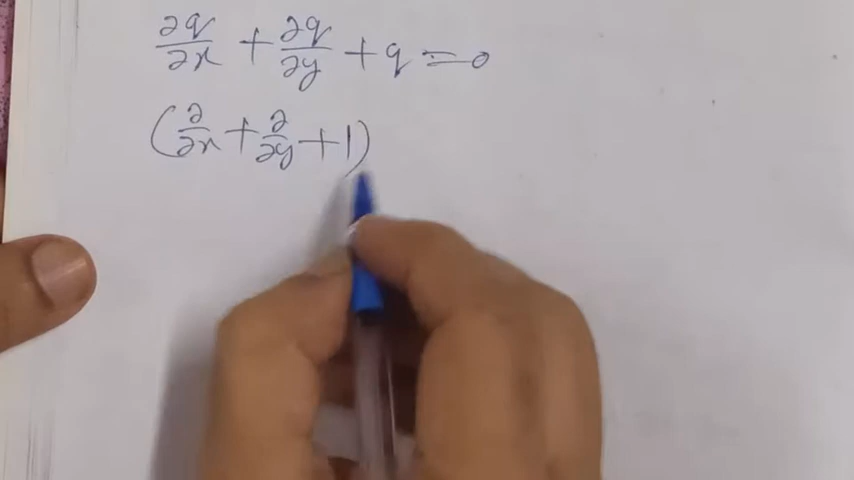 ∂q/∂x + ∂q/∂y + q = 0
(∂/∂x + ∂/∂y + 1)